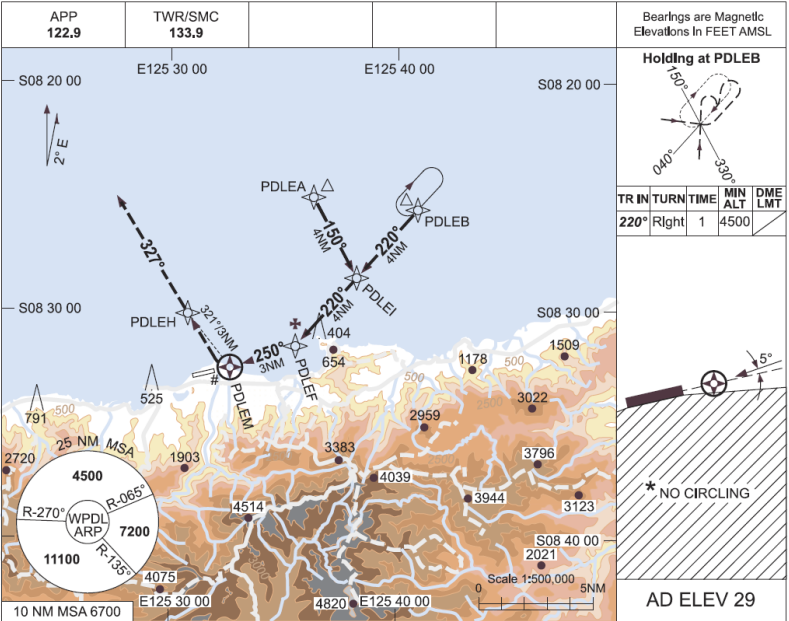 APP
122.9
TWR/SMC
133.9
Bearings are Magnetic
Elevations in FEET AMSL
E125 30 00
E125 40 00
S08 20 00
S08 20 00
2° E
PDLEA
PDLEB
150°
4NM
220°
4NM
327°
PDLEI
220°
4NM
S08 30 00
S08 30 00
PDLEH
321°/3NM
404
250°
3NM
654
PDLEF
1509
1178
500
#
PDLEM
500
3022
2500
525
791
500
2959
25 NM MSA
2720
1903
3383
3796
4500
4039
R-065°
3944
3123
R-270°
WPDL
ARP
7200
4514
11100
R-135°
S08 40 00
2021
4075
Scale 1:500,000
0
5NM
E125 30 00
4820
E125 40 00
10 NM MSA 6700
Holding at PDLEB
150°
040°
330°
TR IN
TURN
TIME
MIN
ALT
DME
LMT
220°
Right
1
4500
5°
* NO CIRCLING
AD ELEV 29